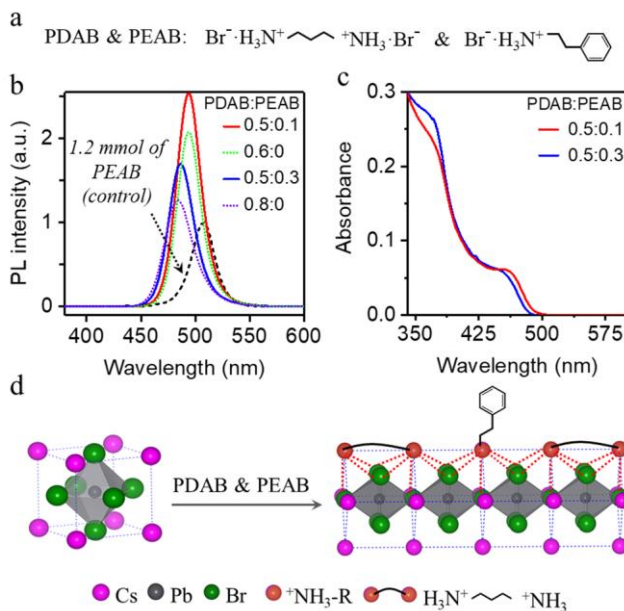 a
PDAB & PEAB: Br⁻·H₃N⁺ ⁺NH₃·Br⁻ & Br⁻·H₃N⁺
b
PDAB:PEAB
0.5:0.1
0.6:0
0.5:0.3
0.8:0
1.2 mmol of
PEAB
(control)
PL intensity (a.u.)
2
1
0
400 450 500 550 600
Wavelength (nm)
c
PDAB:PEAB
0.5:0.1
0.5:0.3
Absorbance
0.3
0.2
0.1
0.0
350 425 500 575
Wavelength (nm)
d
PDAB & PEAB
Cs Pb Br ⁺NH₃-R H₃N⁺ ⁺NH₃